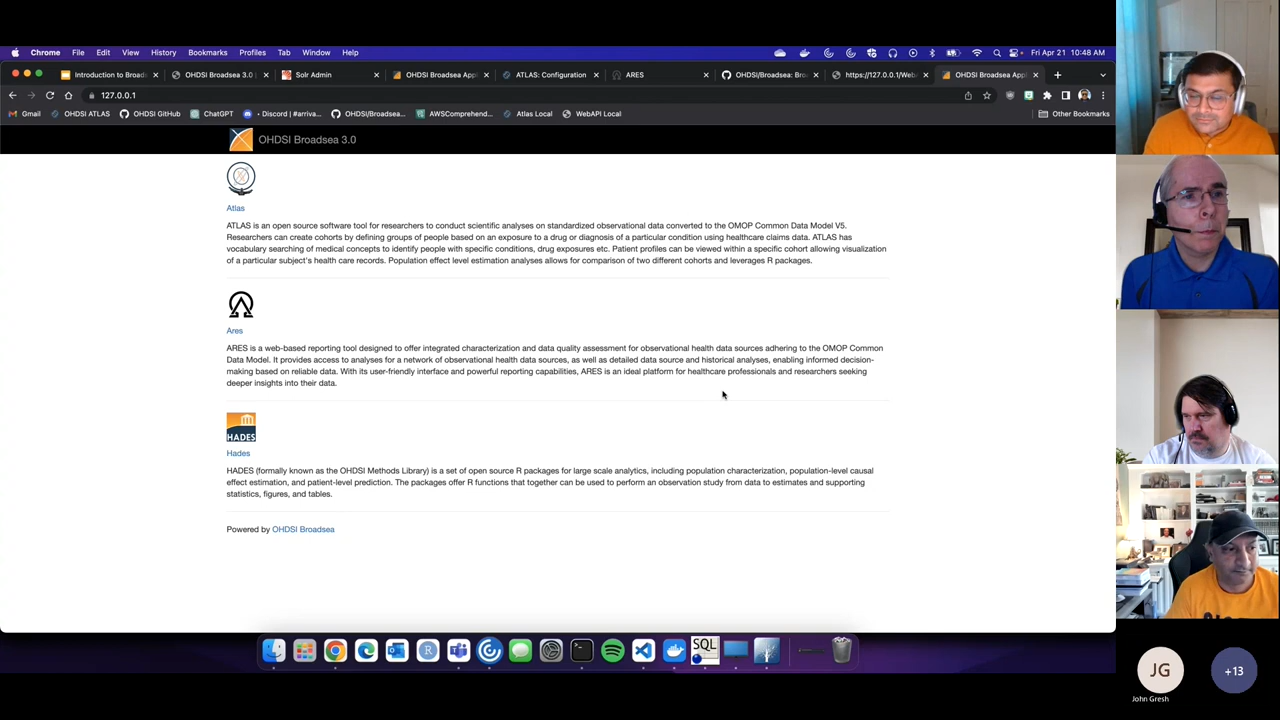 Chrome File Edit View History Bookmarks Profiles Tab Window Help
Fri Apr 21 10:48 AM
Introduction to Broad
OHDSI Broadsea 3.0
Solr Admin
OHDSI Broadsea App
ATLAS: Configuration
ARES
OHDSI/Broadsea: Bro
https://127.0.0.1/Web
OHDSI Broadsea App
127.0.0.1
Gmail
OHDSI ATLAS
OHDSI GitHub
ChatGPT
Discord | #arriva...
OHDSI/Broadsea...
AWSComprehend...
Atlas Local
WebAPI Local
Other Bookmarks
OHDSI Broadsea 3.0
Atlas
ATLAS is an open source software tool for researchers to conduct scientific analyses on standardized observational data converted to the OMOP Common Data Model V5.
Researchers can create cohorts by defining groups of people based on an exposure to a drug or diagnosis of a particular condition using healthcare claims data. ATLAS has
vocabulary searching of medical concepts to identify people with specific conditions, drug exposures etc. Patient profiles can be viewed within a specific cohort allowing visualization
of a particular subject's health care records. Population effect level estimation analyses allows for comparison of two different cohorts and leverages R packages.
Ares
ARES is a web-based reporting tool designed to offer integrated characterization and data quality assessment for observational health data sources adhering to the OMOP Common
Data Model. It provides access to analyses for a network of observational health data sources, as well as detailed data source and historical analyses, enabling informed decision-
making based on reliable data. With its user-friendly interface and powerful reporting capabilities, ARES is an ideal platform for healthcare professionals and researchers seeking
deeper insights into their data.
HADES
Hades
HADES (formally known as the OHDSI Methods Library) is a set of open source R packages for large scale analytics, including population characterization, population-level causal
effect estimation, and patient-level prediction. The packages offer R functions that together can be used to perform an observation study from data to estimates and supporting
statistics, figures, and tables.
Powered by OHDSI Broadsea
SQL
JG
+13
John Gresh